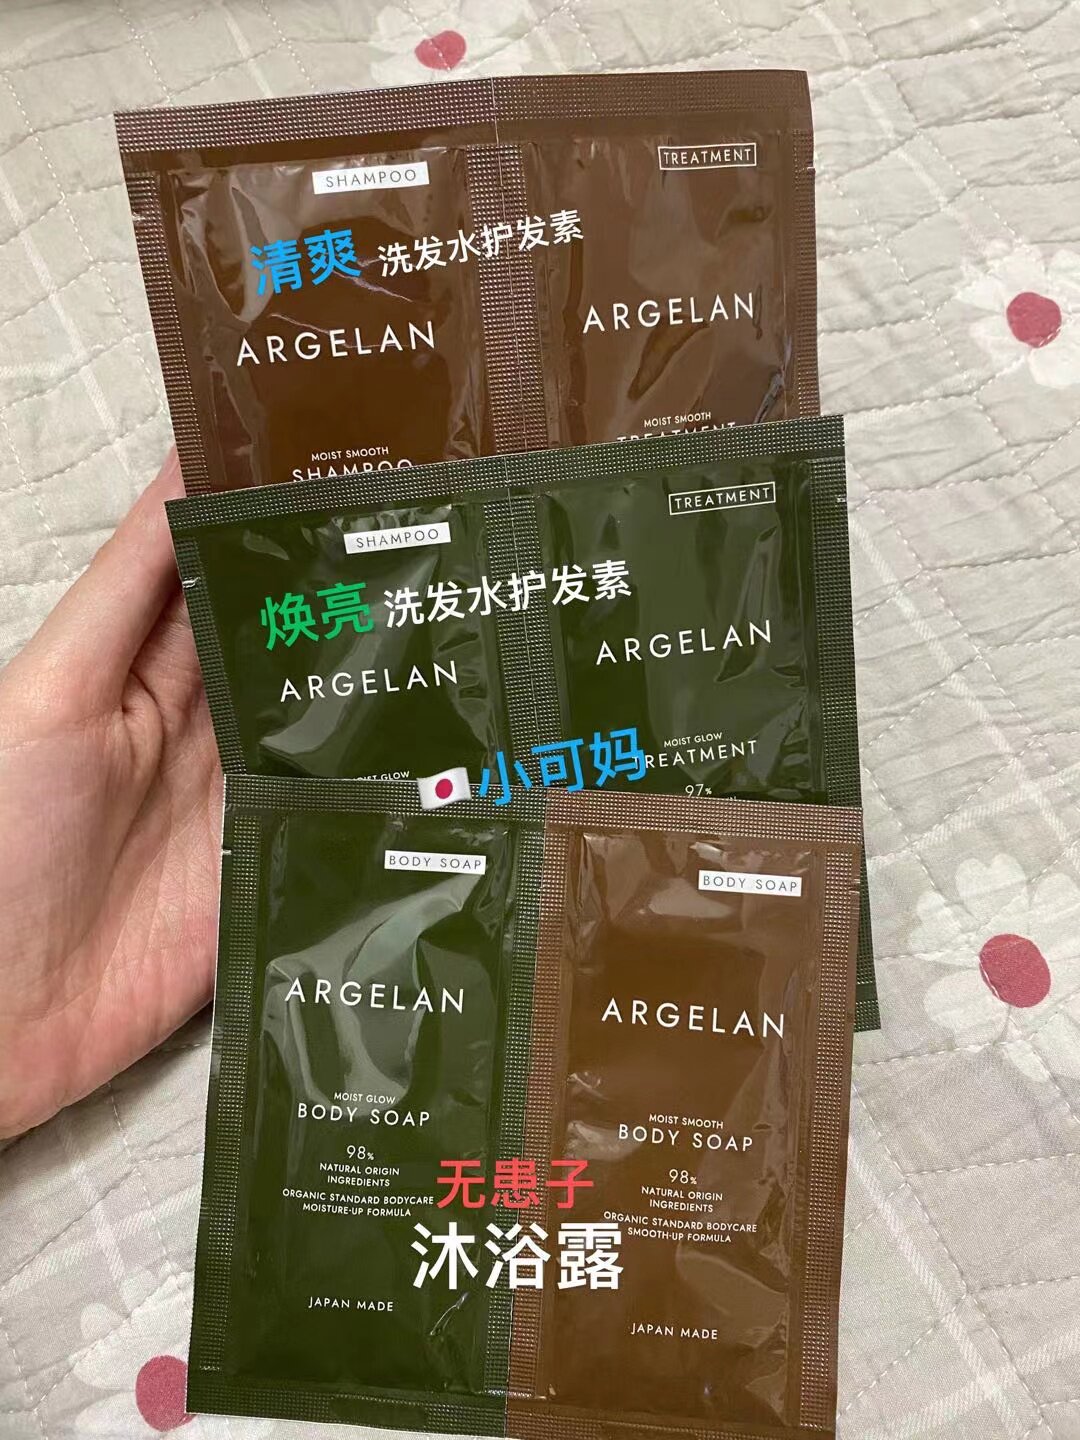 SHAMPOO
TREATMENT
清爽 洗发水护发素
ARGELAN
ARGELAN
MOIST SMOOTH
SHAMPOO
MOIST SMOOTH
TREATMENT
SHAMPOO
TREATMENT
焕亮 洗发水护发素
ARGELAN
ARGELAN
MOIST GLOW
MOIST GLOW
TREATMENT
97%
🇯🇵小可妈
BODY SOAP
ARGELAN
MOIST GLOW
BODY SOAP
98%
NATURAL ORIGIN
INGREDIENTS
ORGANIC STANDARD BODYCARE
MOISTURE-UP FORMULA
JAPAN MADE
BODY SOAP
ARGELAN
MOIST SMOOTH
BODY SOAP
98%
NATURAL ORIGIN
INGREDIENTS
ORGANIC STANDARD BODYCARE
SMOOTH-UP FORMULA
JAPAN MADE
无患子
沐浴露